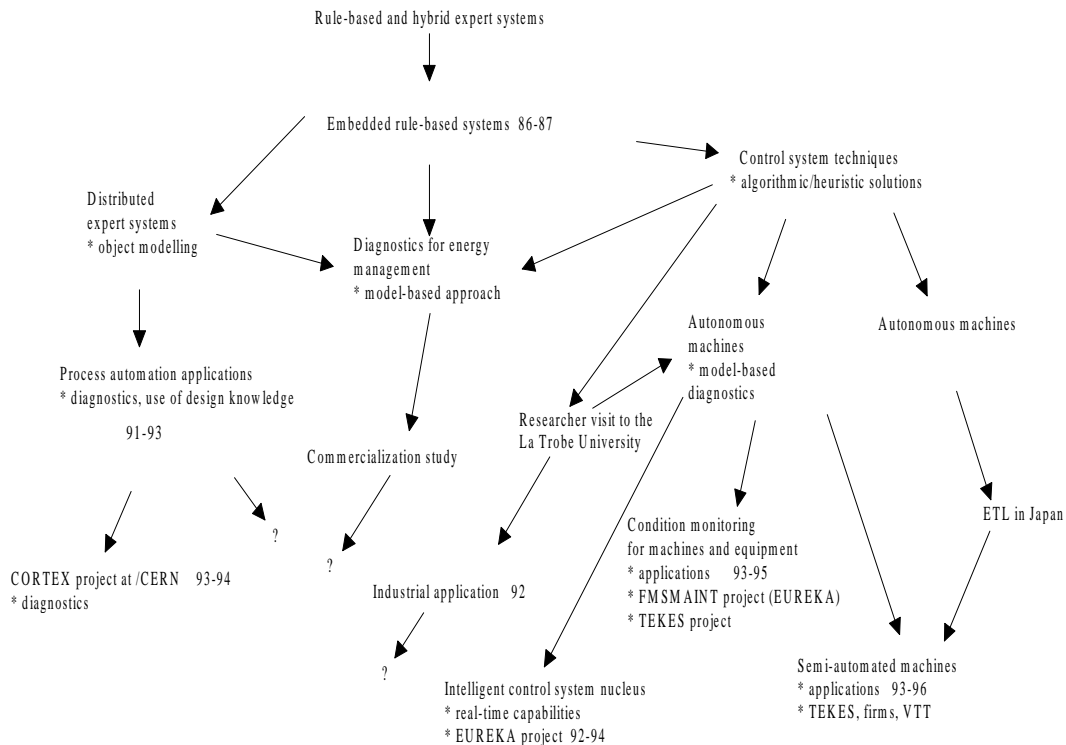 Rule-based and hybrid expert systems
Embedded rule-based systems 86-87
Control system techniques
* algorithmic/heuristic solutions
Distributed
expert systems
* object modelling
Diagnostics for energy
management
* model-based approach
Autonomous
machines
* model-based
diagnostics
Autonomous machines
Process automation applications
* diagnostics, use of design knowledge
91-93
Researcher visit to the
La Trobe University
Commercialization study
ETL in Japan
?
?
Condition monitoring
for machines and equipment
* applications 93-95
* FMSMAINT project (EUREKA)
* TEKES project
CORTEX project at /CERN 93-94
* diagnostics
Industrial application 92
?
Semi-automated machines
* applications 93-96
* TEKES, firms, VTT
Intelligent control system nucleus
* real-time capabilities
* EUREKA project 92-94